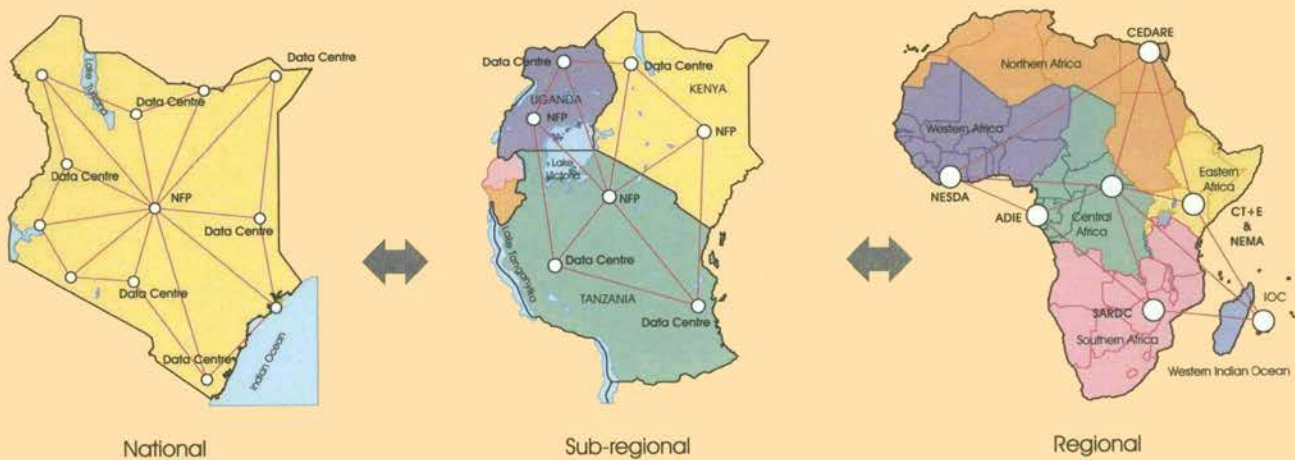 Data Centre
Lake Turkana
Data Centre
Data Centre
NFP
Data Centre
Data Centre
Data Centre
Indian Ocean
National
Data Centre
Data Centre
UGANDA
KENYA
NFP
NFP
Lake
Victoria
NFP
Lake Tanganyika
Data Centre
TANZANIA
Data Centre
Sub-regional
CEDARE
Northern Africa
Western Africa
Eastern
Africa
NESDA
ADIE
Central
Africa
CT+E
&
NEMA
IOC
SARDC
Southern Africa
Western Indian Ocean
Regional